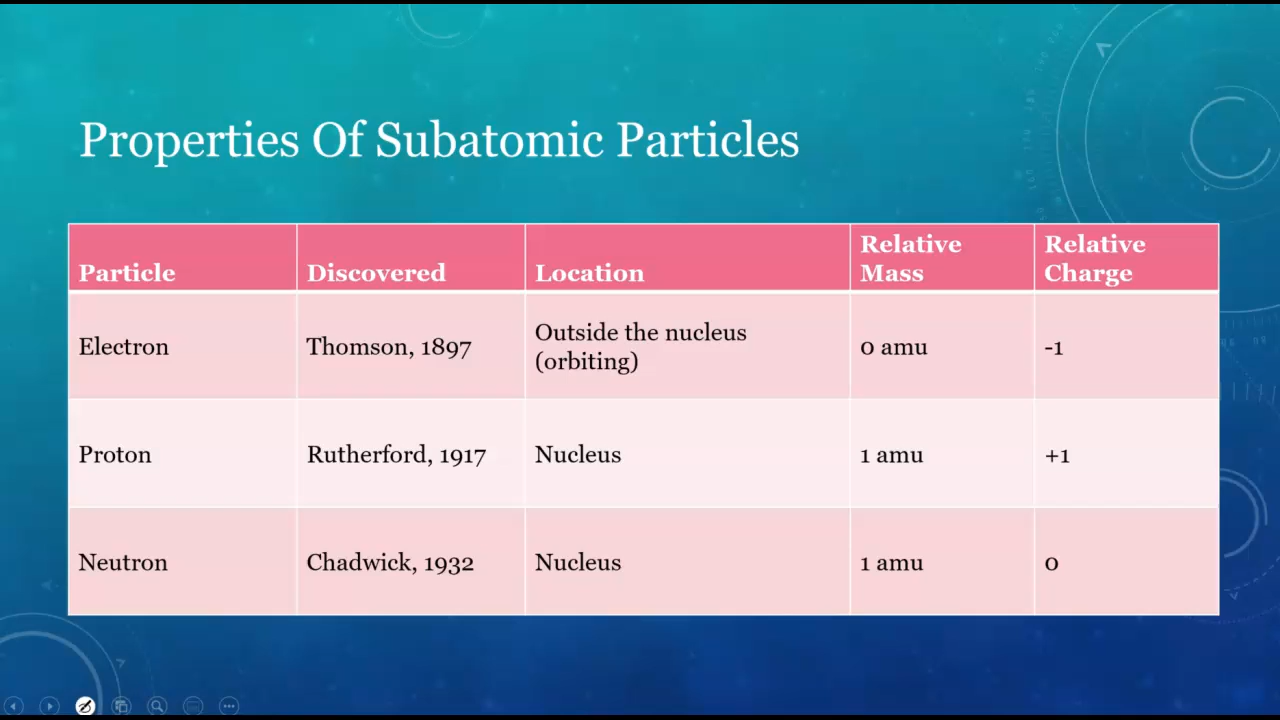 Properties Of Subatomic Particles
Particle
Discovered
Location
Relative
Mass
Relative
Charge
Electron
Thomson, 1897
Outside the nucleus
(orbiting)
0 amu
-1
Proton
Rutherford, 1917
Nucleus
1 amu
+1
Neutron
Chadwick, 1932
Nucleus
1 amu
0